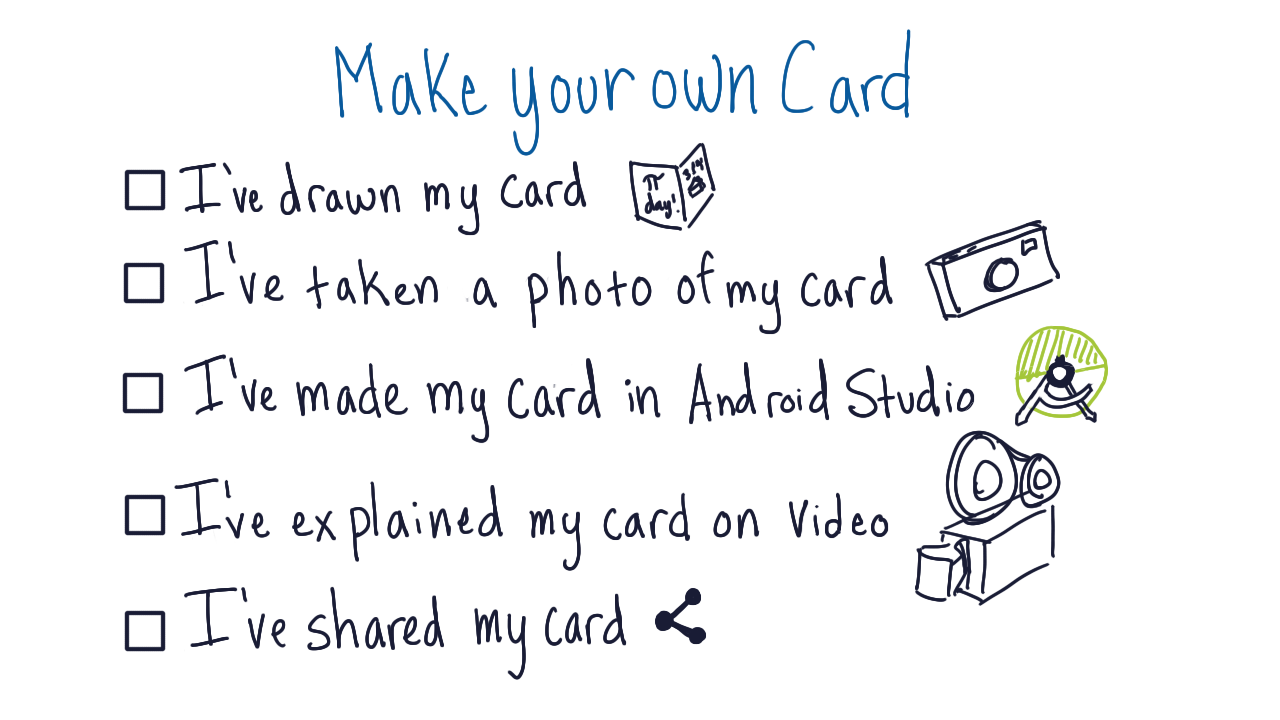 Make your own Card
I've drawn my card
π day!
3.14
I've taken a photo of my card
I've made my card in Android Studio
I've explained my card on Video
I've shared my card